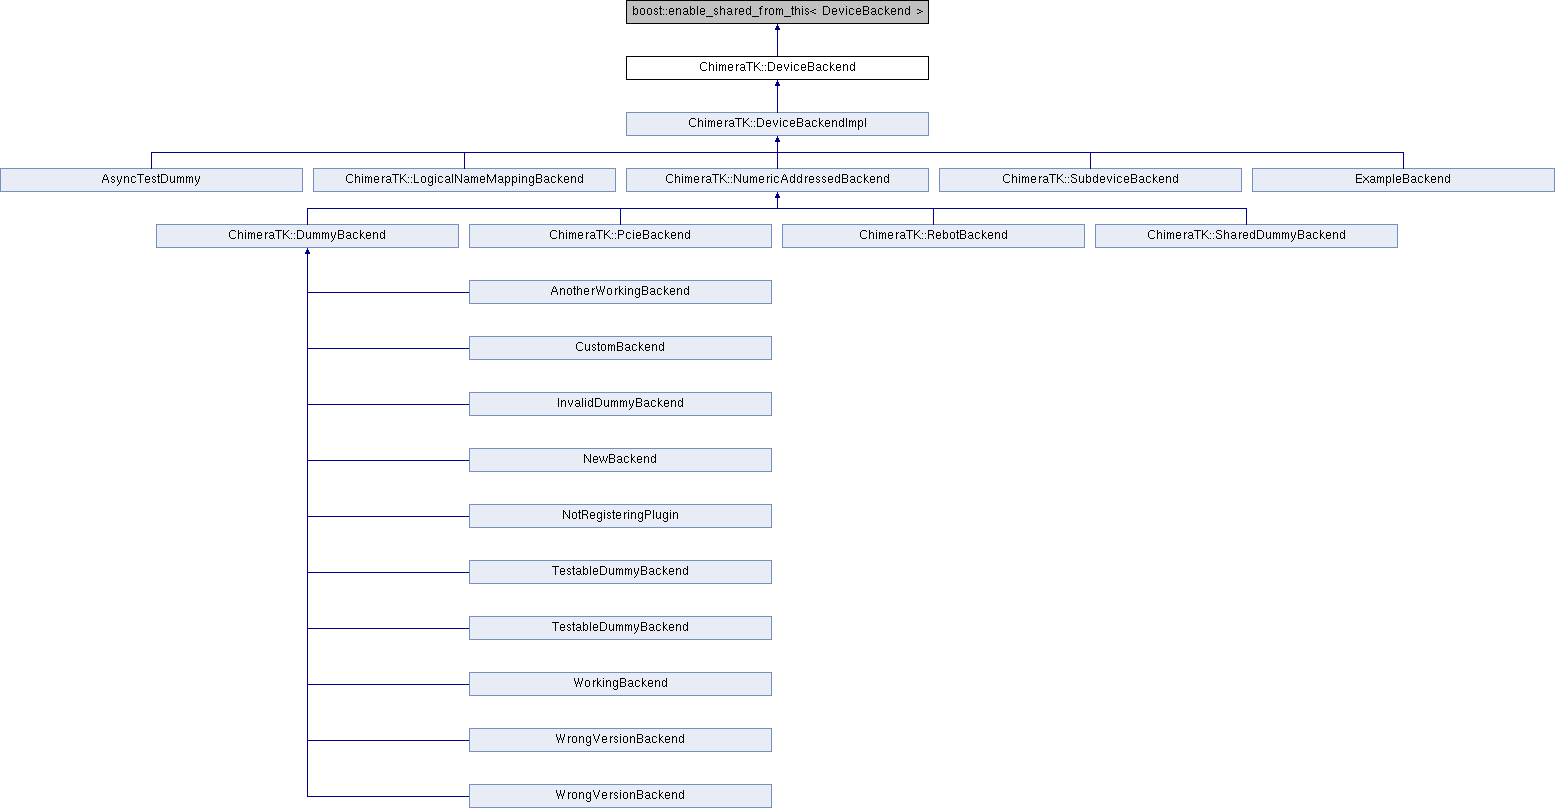 boost::enable_shared_from_this< DeviceBackend >
ChimeraTK::DeviceBackend
ChimeraTK::DeviceBackendImpl
AsyncTestDummy
ChimeraTK::LogicalNameMappingBackend
ChimeraTK::NumericAddressedBackend
ChimeraTK::SubdeviceBackend
ExampleBackend
ChimeraTK::DummyBackend
ChimeraTK::PcieBackend
ChimeraTK::RebotBackend
ChimeraTK::SharedDummyBackend
AnotherWorkingBackend
CustomBackend
InvalidDummyBackend
NewBackend
NotRegisteringPlugin
TestableDummyBackend
TestableDummyBackend
WorkingBackend
WrongVersionBackend
WrongVersionBackend